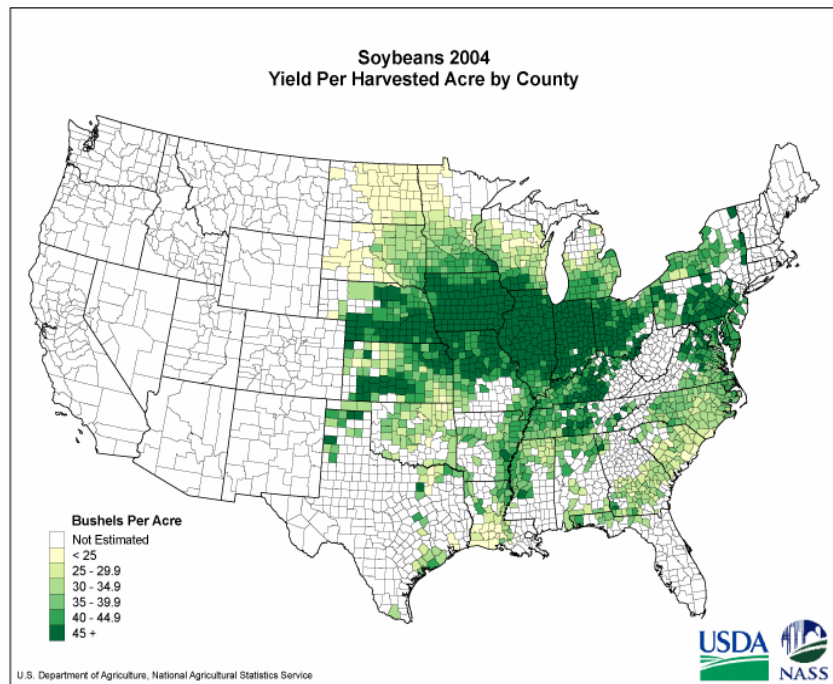 Soybeans 2004
Yield Per Harvested Acre by County
Bushels Per Acre
Not Estimated
< 25
25 - 29.9
30 - 34.9
35 - 39.9
40 - 44.9
45 +
U.S. Department of Agriculture, National Agricultural Statistics Service
USDA
NASS